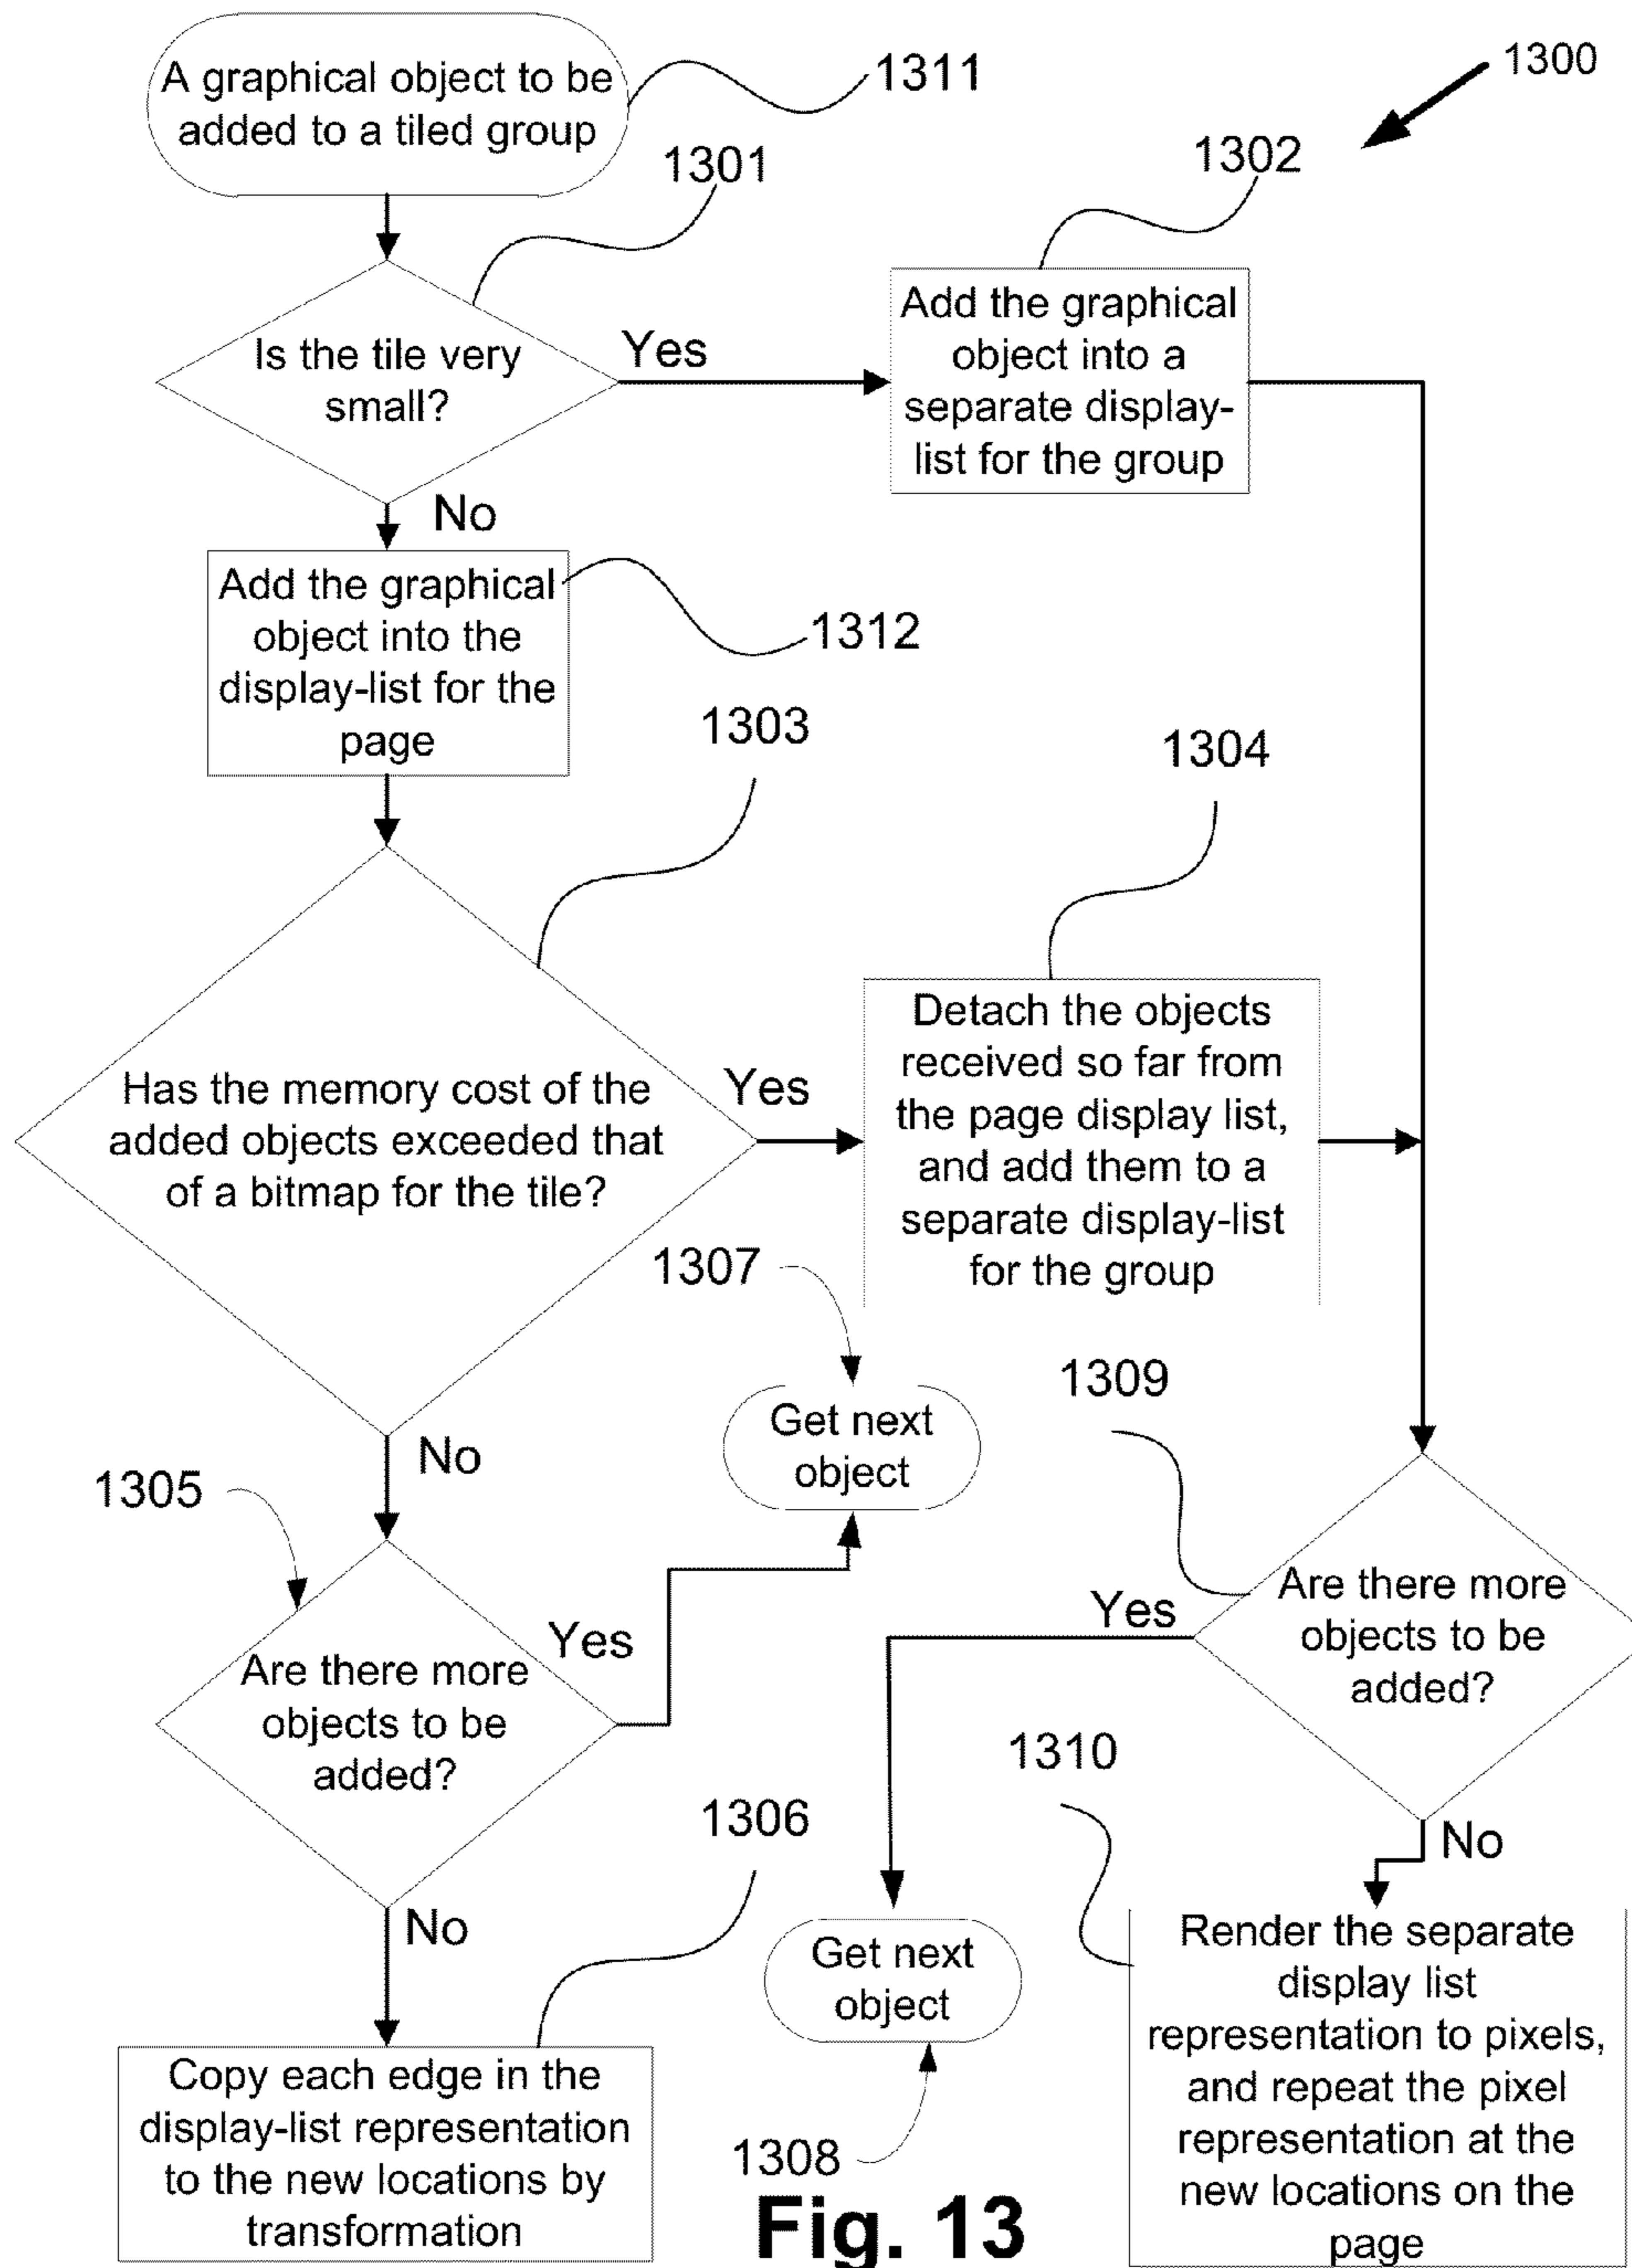 A graphical object to be
added to a tiled group
1311
1300
1301
1302
Is the tile very
small?
Yes
Add the graphical
object into a
separate display-
list for the group
No
Add the graphical
object into the
display-list for the
page
1312
1303
1304
Has the memory cost of the
added objects exceeded that
of a bitmap for the tile?
Yes
Detach the objects
received so far from
the page display list,
and add them to a
separate display-list
for the group
1307
Get next
object
1309
No
1305
Are there more
objects to be
added?
Yes
Yes
Are there more
objects to be
added?
1310
1306
No
No
Get next
object
1308
Copy each edge in the
display-list representation
to the new locations by
transformation
Render the separate
display list
representation to pixels,
and repeat the pixel
representation at the
new locations on the
page
Fig. 13